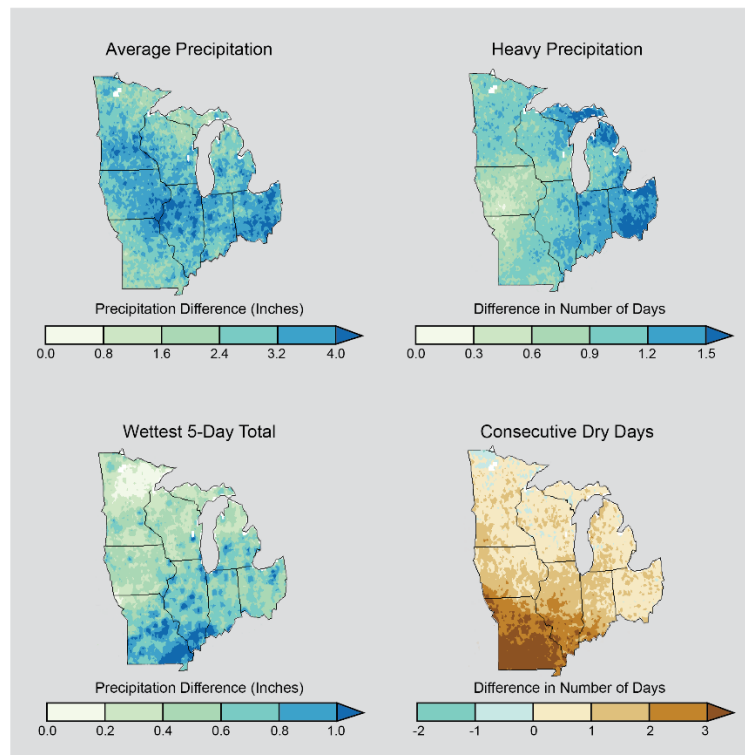 Average Precipitation
Heavy Precipitation
Precipitation Difference (Inches)
Difference in Number of Days
0.0 0.8 1.6 2.4 3.2 4.0
0.0 0.3 0.6 0.9 1.2 1.5
Wettest 5-Day Total
Consecutive Dry Days
Precipitation Difference (Inches)
Difference in Number of Days
0.0 0.2 0.4 0.6 0.8 1.0
-2 -1 0 1 2 3